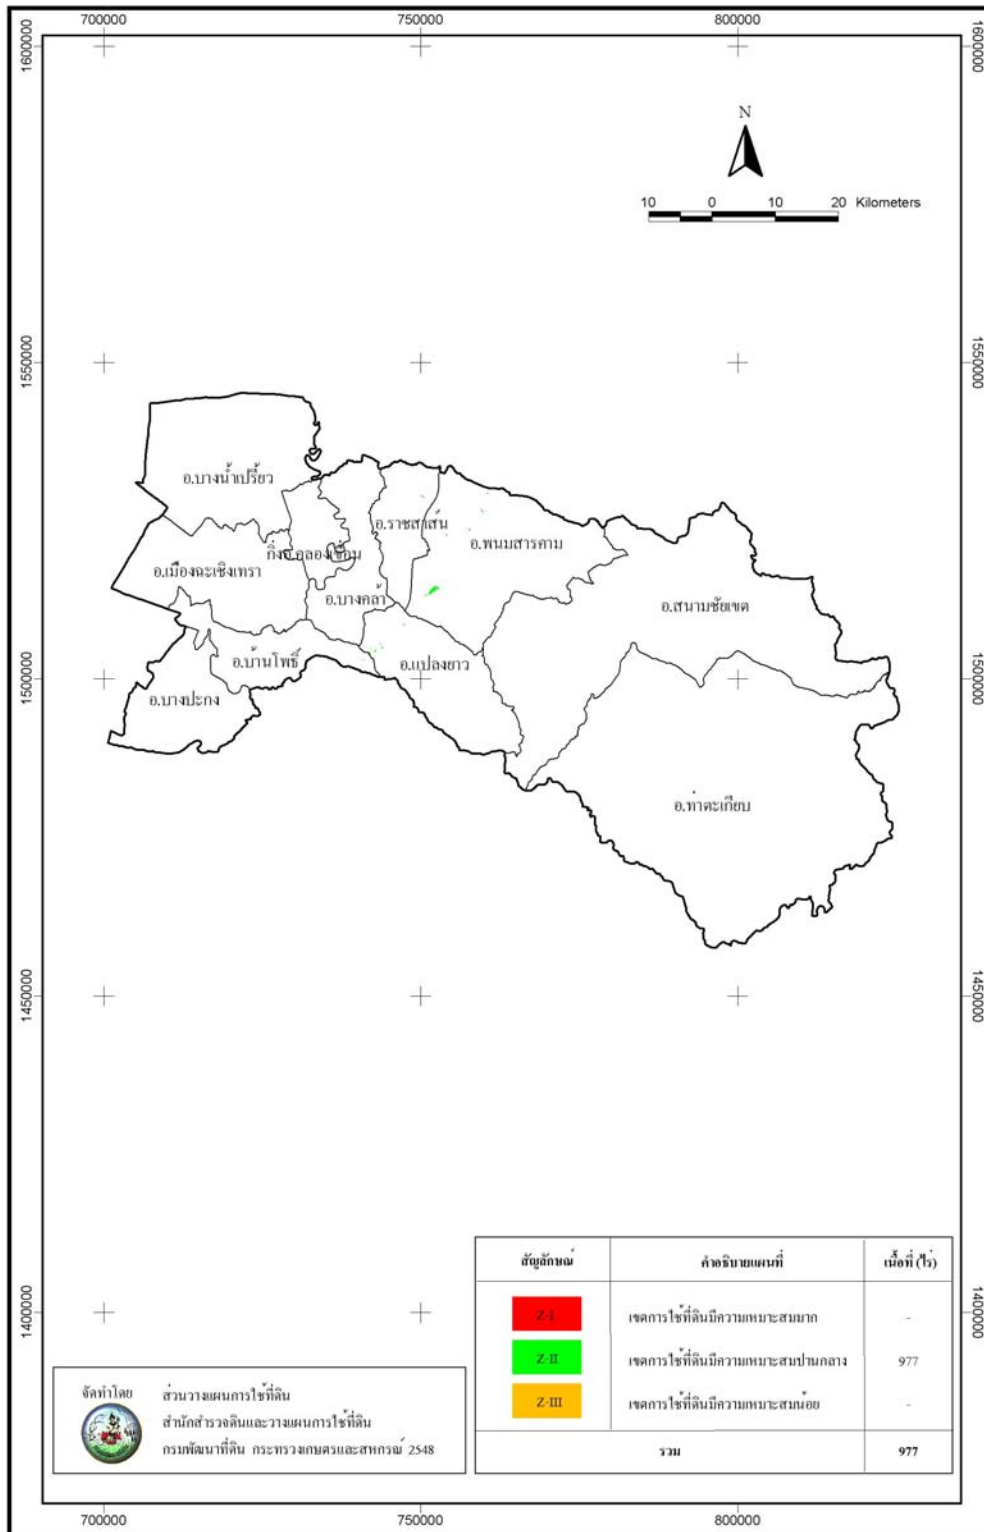 700000 750000 800000
1600000 1600000
N
10 0 10 20 Kilometers
1550000 1550000
อ.บางน้ำเปรี้ยว
อ.ราชสาส์น
อ.พนมสารคาม
กิ่งอ.คลองเขื่อน
อ.เมืองฉะเชิงเทรา
อ.บางคล้า
อ.สนามชัยเขต
อ.บ้านโพธิ์
อ.แปลงยาว
1500000 1500000
อ.บางปะกง
อ.ท่าตะเกียบ
1450000 1450000
1400000 1400000
สัญลักษณ์ คำอธิบายแผนที่ เนื้อที่ (ไร่)
Z-I เขตการใช้ที่ดินมีความเหมาะสมมาก -
Z-II เขตการใช้ที่ดินมีความเหมาะสมปานกลาง 977
Z-III เขตการใช้ที่ดินมีความเหมาะสมน้อย -
รวม 977
จัดทำโดย ส่วนวางแผนการใช้ที่ดิน
สำนักสำรวจดินและวางแผนการใช้ที่ดิน
กรมพัฒนาที่ดิน กระทรวงเกษตรและสหกรณ์ 2548
700000 750000 800000